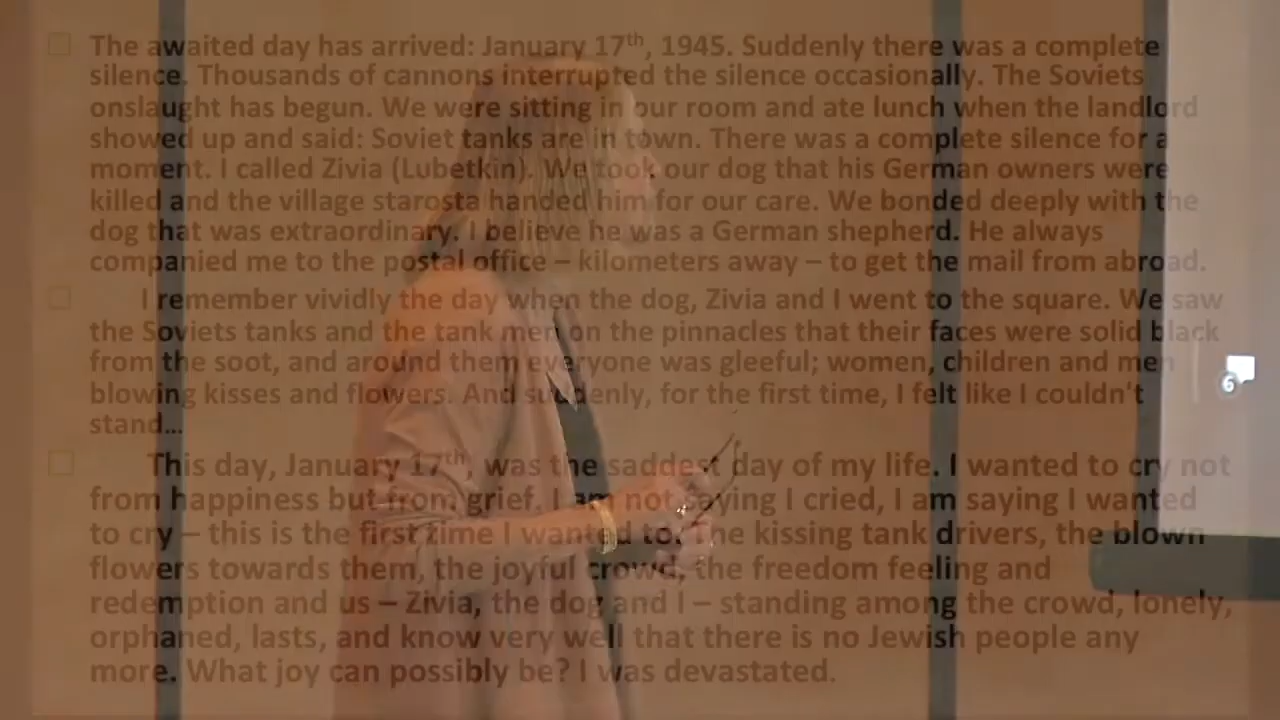 The awaited day has arrived: January 17th, 1945. Suddenly there was a complete
silence. Thousands of cannons interrupted the silence occasionally. The Soviets
onslaught has begun. We were sitting in our room and ate lunch when the landlord
showed up and said: Soviet tanks are in town. There was a complete silence for a
moment. I called Zivia (Lubetkin). We took our dog that his German owners were
killed and the village starosta handed him for our care. We bonded deeply with the
dog that was extraordinary. I believe he was a German shepherd. He always
companied me to the postal office – kilometers away – to get the mail from abroad.
I remember vividly the day when the dog, Zivia and I went to the square. We saw
the Soviets tanks and the tank men on the pinnacles that their faces were solid black
from the soot, and around them everyone was gleeful; women, children and men
blowing kisses and flowers. And suddenly, for the first time, I felt like I couldn't
stand…
This day, January 17th, was the saddest day of my life. I wanted to cry not
from happiness but from grief. I am not saying I cried, I am saying I wanted
to cry – this is the first time I wanted to. The kissing tank drivers, the blown
flowers towards them, the joyful crowd, the freedom feeling and
redemption and us – Zivia, the dog and I – standing among the crowd, lonely,
orphaned, lasts, and know very well that there is no Jewish people any
more. What joy can possibly be? I was devastated.
6